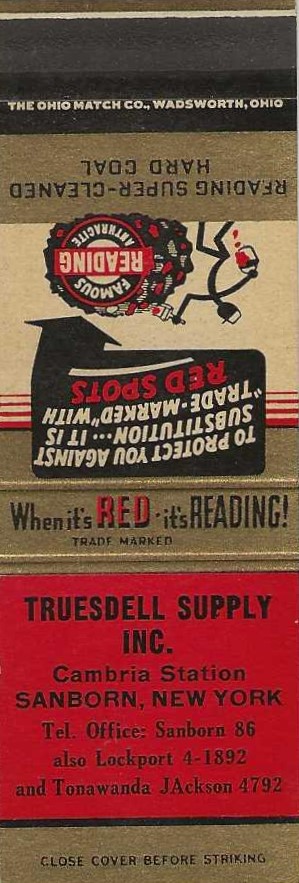 THE OHIO MATCH CO., WADSWORTH, OHIO
TO PROTECT YOU AGAINST
SUBSTITUTION... IT IS
"TRADE-MARKED" WITH
RED SPOTS
FAMOUS
READING
ANTHRACITE
READING SUPER-CLEANED
HARD COAL
When it's RED - it's READING!
TRADE MARKED
TRUESDELL SUPPLY
INC.
Cambria Station
SANBORN, NEW YORK
Tel. Office: Sanborn 86
also Lockport 4-1892
and Tonawanda JAckson 4792
CLOSE COVER BEFORE STRIKING